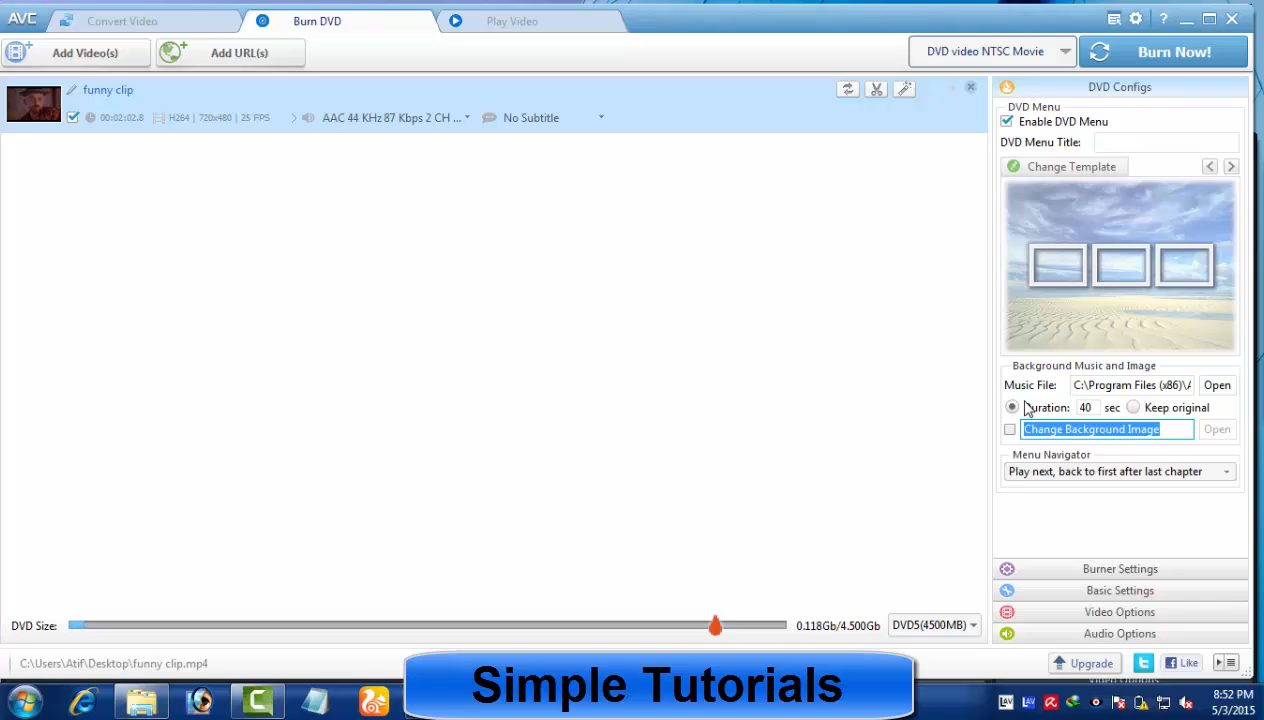 AVC
Convert Video
Burn DVD
Play Video
?
Add Video(s)
Add URL(s)
DVD video NTSC Movie
Burn Now!
funny clip
00:02:02.8
H264 | 720x480 | 25 FPS
AAC 44 KHz 87 Kbps 2 CH ...
No Subtitle
DVD Configs
DVD Menu
Enable DVD Menu
DVD Menu Title:
Change Template
Background Music and Image
Music File:
C:\Program Files (x86)\A
Open
Duration:
40
sec
Keep original
Change Background Image
Open
Menu Navigator
Play next, back to first after last chapter
Burner Settings
Basic Settings
Video Options
Audio Options
DVD Size:
0.118Gb/4.500Gb
DVD5(4500MB)
C:\Users\Atif\Desktop\funny clip.mp4
Upgrade
Like
Simple Tutorials
LAV
LAV
8:52 PM
5/3/2015